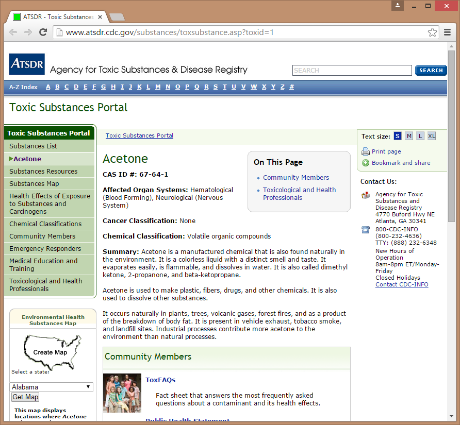 ATSDR - Toxic Substances
www.atsdr.cdc.gov/substances/toxsubstance.asp?toxid=1
ATSDR
Agency for Toxic Substances & Disease Registry
SEARCH
SEARCH
A-Z Index A B C D E F G H I J K L M N O P Q R S T U V W X Y Z #
Toxic Substances Portal
Toxic Substances Portal
Substances List
Acetone
Substances Resources
Substances Map
Health Effects of Exposure
to Substances and
Carcinogens
Chemical Classifications
Community Members
Emergency Responders
Medical Education and
Training
Toxicological and Health
Professionals
Environmental Health
Substances Map
Create Map
Select a state:
Alabama
Get Map
This map displays
locations where Acetone
Toxic Substances Portal
Acetone
CAS ID #: 67-64-1
Affected Organ Systems: Hematological
(Blood Forming), Neurological (Nervous
System)
Cancer Classification: None
Chemical Classification: Volatile organic compounds
Summary: Acetone is a manufactured chemical that is also found naturally in
the environment. It is a colorless liquid with a distinct smell and taste. It
evaporates easily, is flammable, and dissolves in water. It is also called dimethyl
ketone, 2-propanone, and beta-ketopropane.
Acetone is used to make plastic, fibers, drugs, and other chemicals. It is also
used to dissolve other substances.
It occurs naturally in plants, trees, volcanic gases, forest fires, and as a product
of the breakdown of body fat. It is present in vehicle exhaust, tobacco smoke,
and landfill sites. Industrial processes contribute more acetone to the
environment than natural processes.
On This Page
Community Members
Toxicological and Health
Professionals
Community Members
ToxFAQs
Fact sheet that answers the most frequently asked
questions about a contaminant and its health effects.
Public Health Statement
Text size: S M L XL
Print page
Bookmark and share
Contact Us:
Agency for Toxic
Substances and
Disease Registry
4770 Buford Hwy NE
Atlanta, GA 30341
800-CDC-INFO
(800-232-4636)
TTY: (888) 232-6348
New Hours of
Operation
8am-8pm ET/Monday-
Friday
Closed Holidays
Contact CDC-INFO